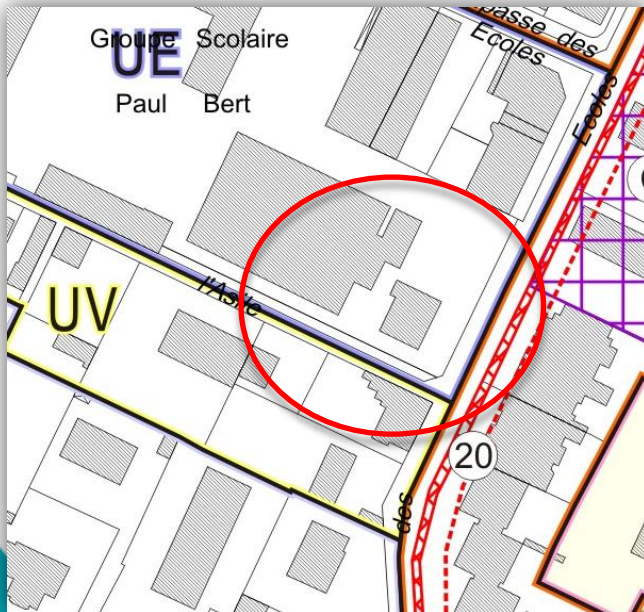 Groupe Scolaire
UE
Paul Bert
passe des
Ecoles
Ecoles
l'Asile
UV
20
des